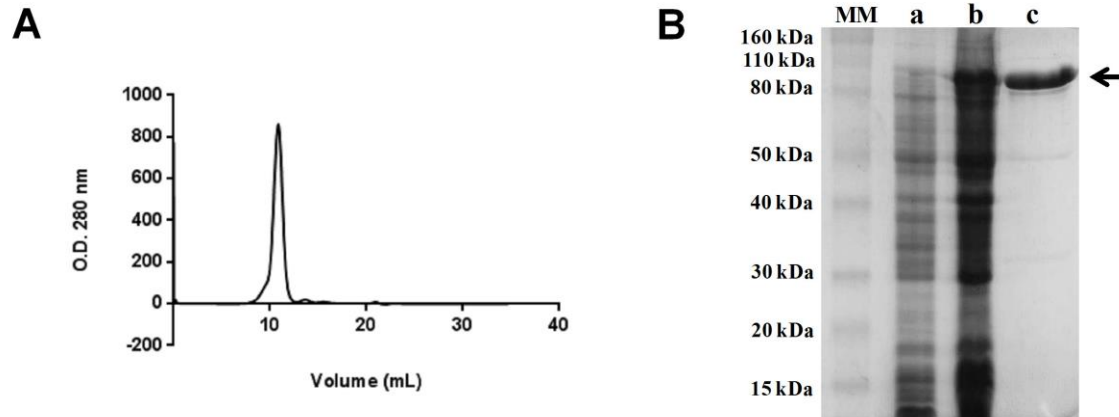 A
1000
800
600
400
200
0
-200
O.D. 280 nm
10
20
30
40
Volume (mL)
B
MM a b c
160 kDa
110 kDa
80 kDa
50 kDa
40 kDa
30 kDa
20 kDa
15 kDa